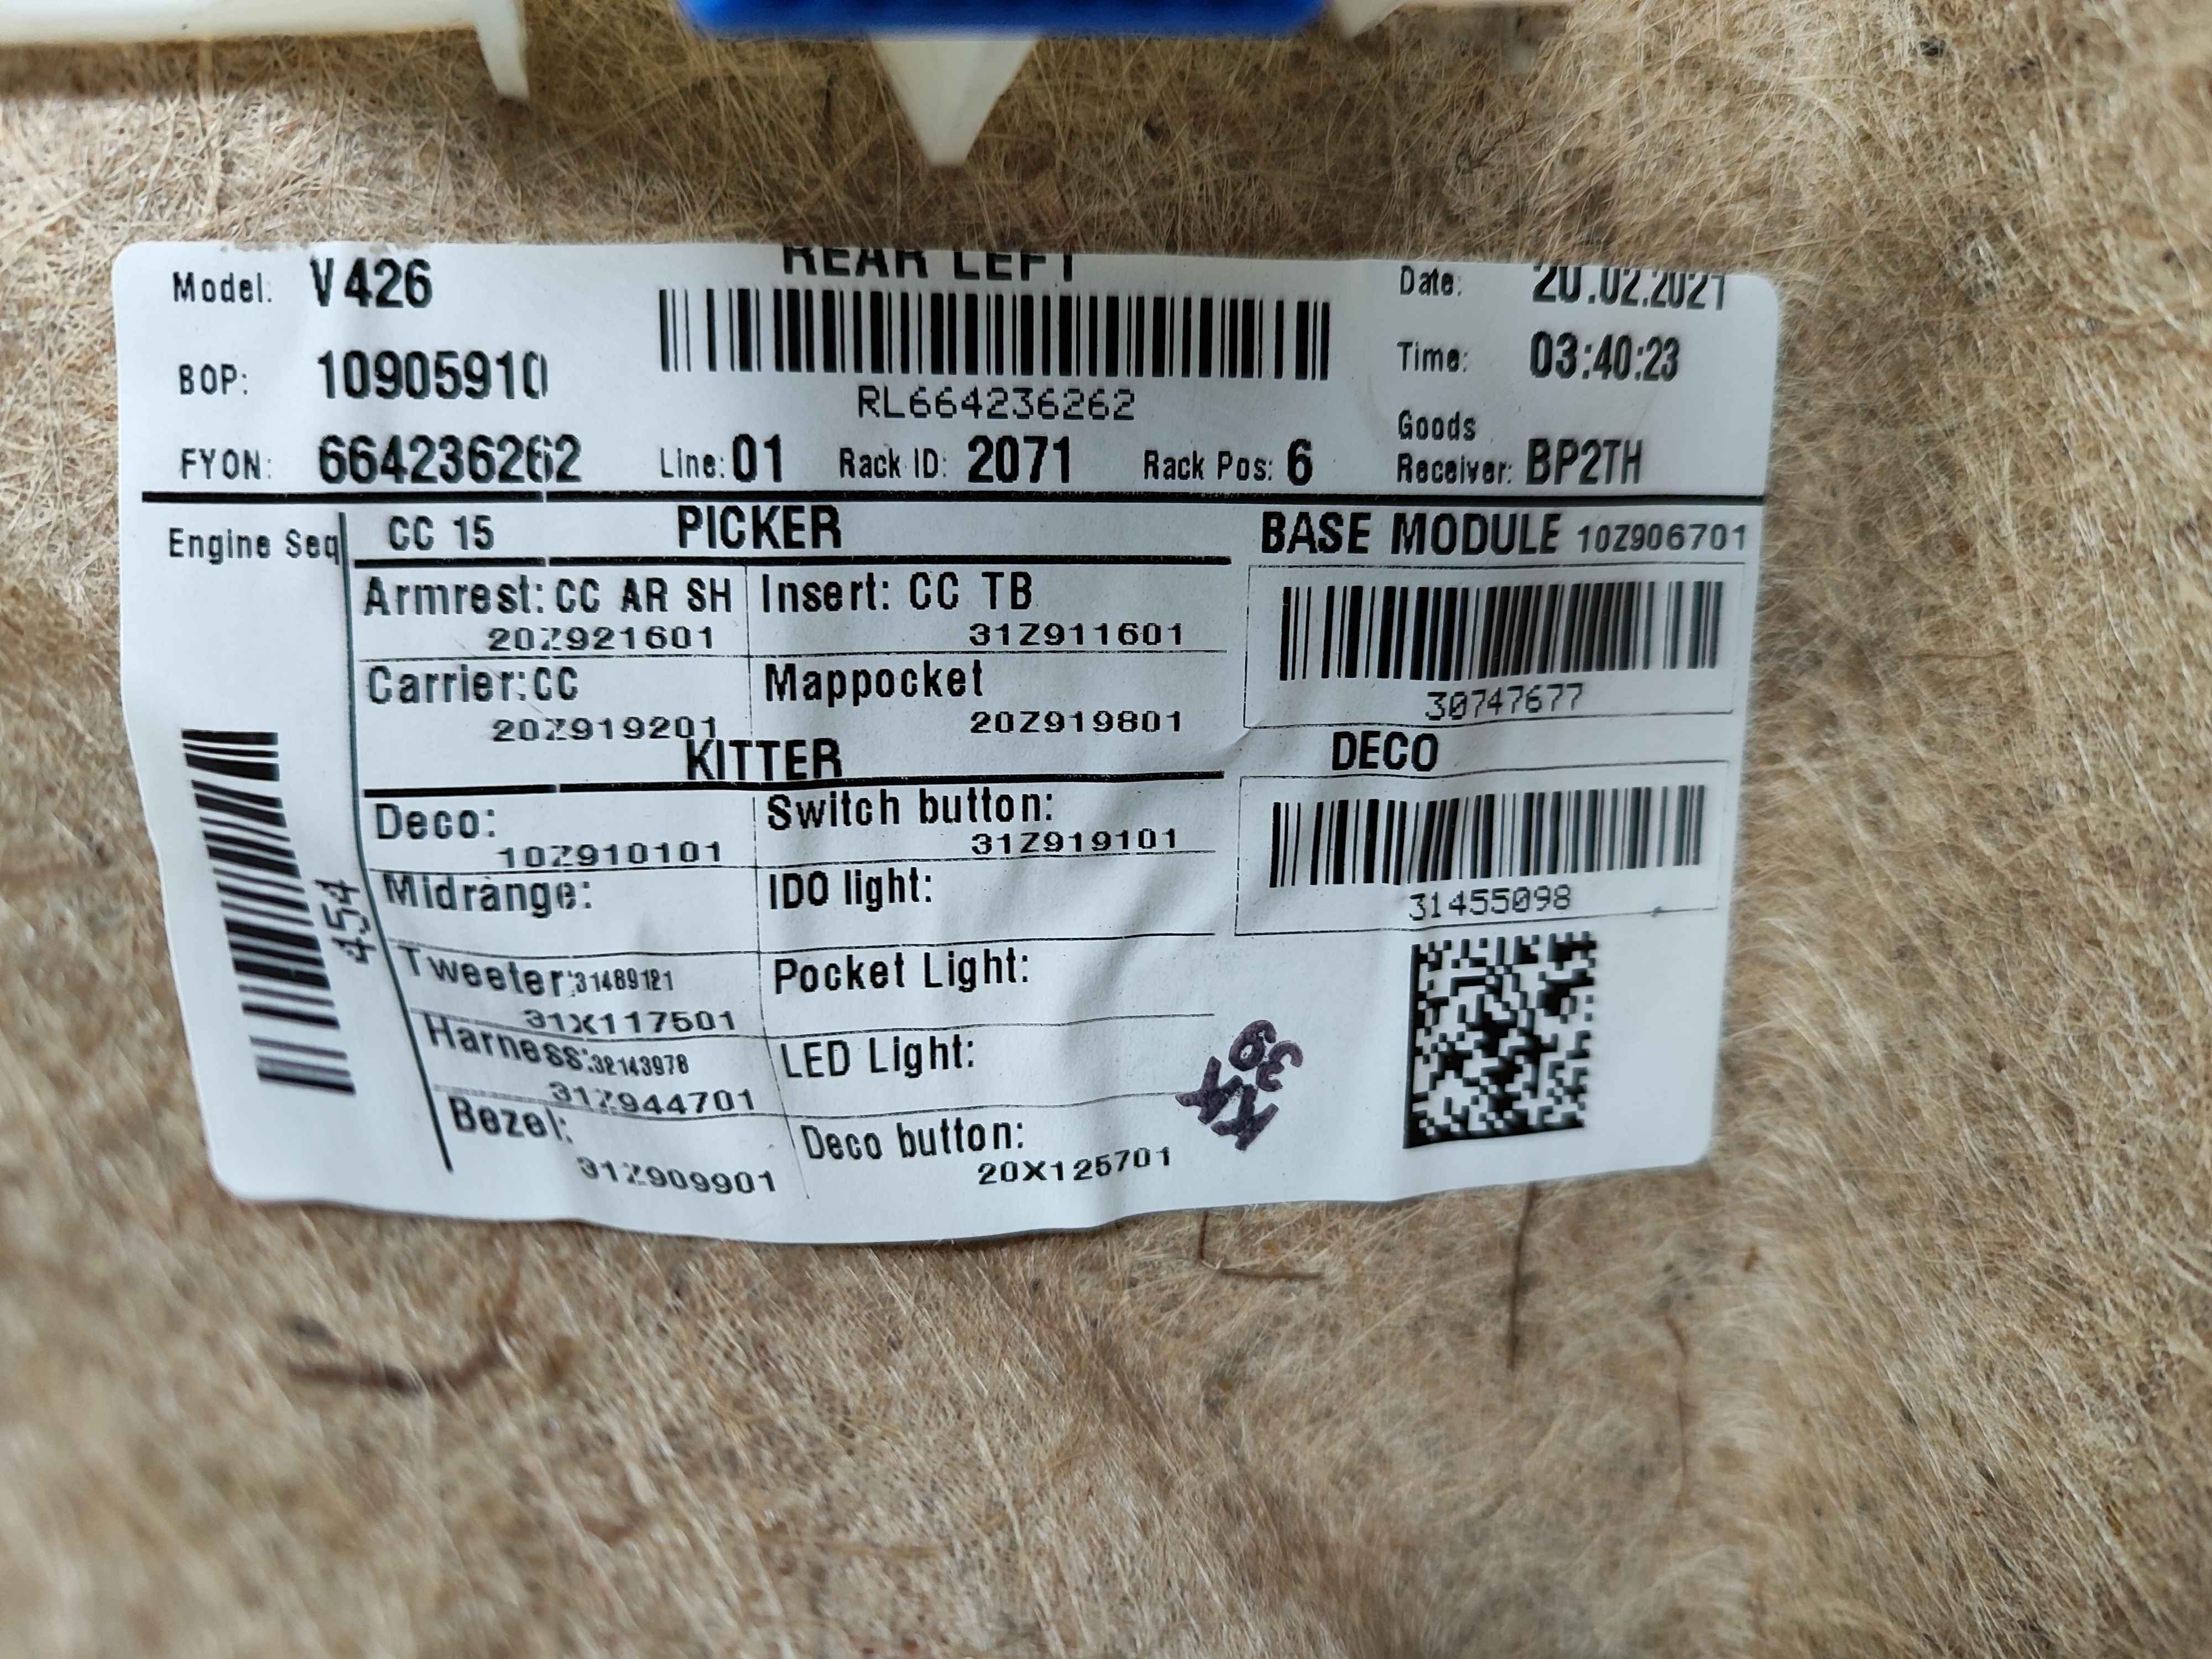 REAR LEFT
Model: V426
Date: 20.02.2021
BOP: 10905910
RL664236262
Time: 03:40:23
FYON: 664236262
Line: 01 Rack ID: 2071 Rack Pos: 6
Goods
Receiver: BP2TH
Engine Seq
454
CC 15 PICKER
Armrest: CC AR SH
20Z921601
Insert: CC TB
31Z911601
Carrier: CC
20Z919201
Mappocket
20Z919801
KITTER
Deco:
10Z910101
Switch button:
31Z919101
Midrange:
IDO light:
Tweeter: 31489121
31X117501
Pocket Light:
Harness: 32143978
31Z944701
LED Light:
Bezel:
31Z909901
Deco button:
20X125701
BASE MODULE 10Z906701
30747677
DECO
31455098